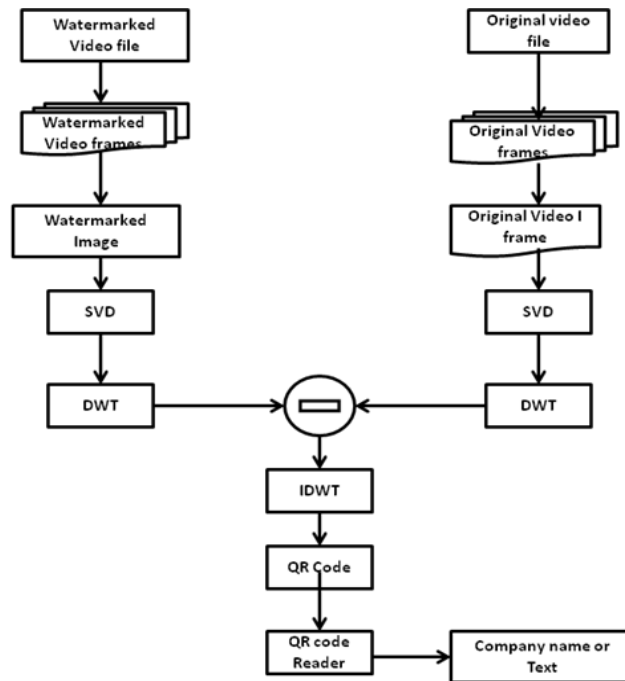 Watermarked
Video file
Original video
file
Watermarked
Video frames
Original Video
frames
Watermarked
Image
Original Video I
frame
SVD
SVD
DWT
DWT
IDWT
QR Code
QR code
Reader
Company name or
Text